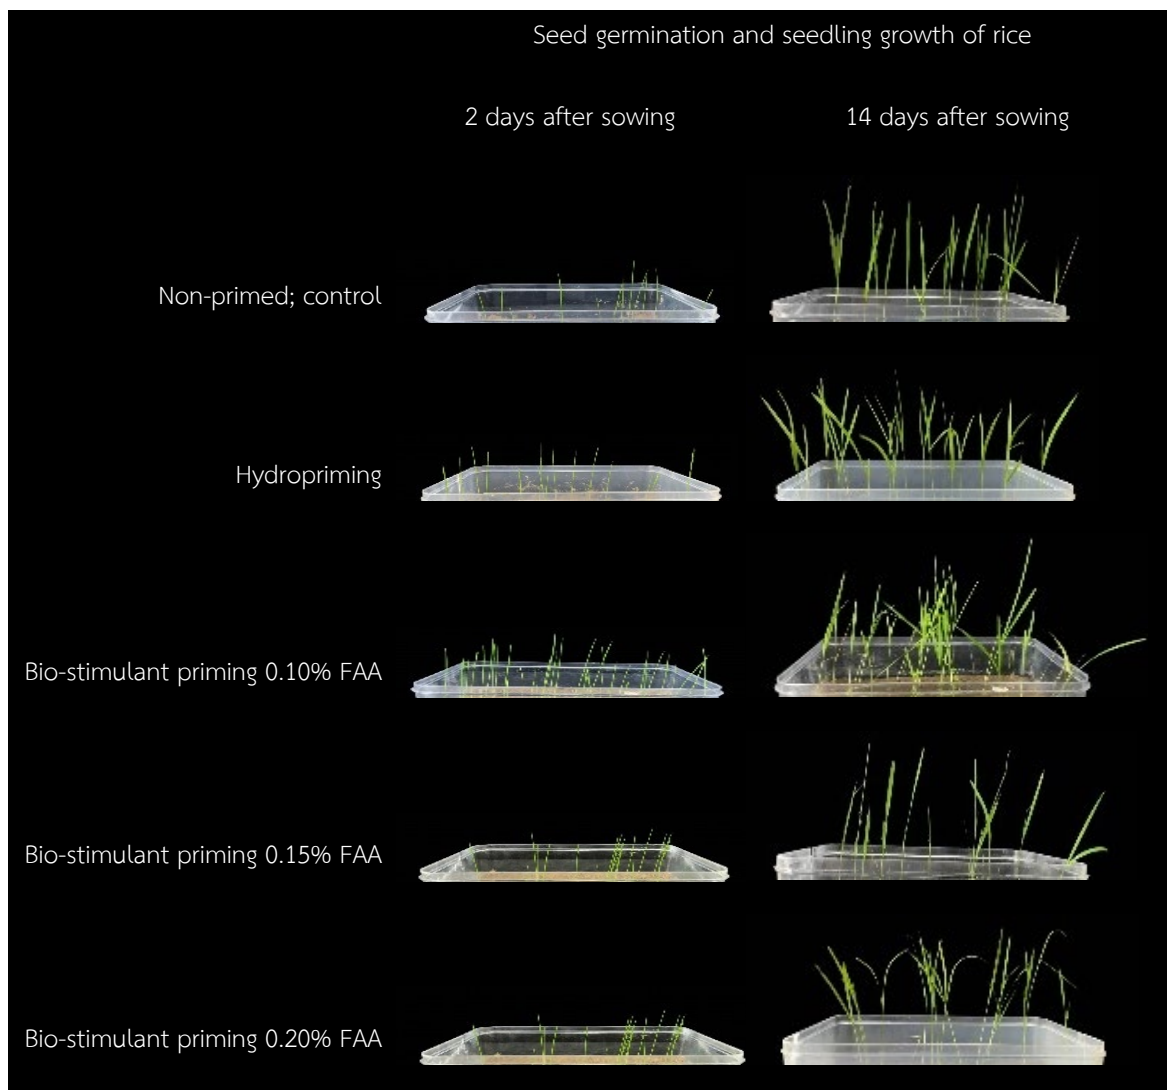 Seed germination and seedling growth of rice
2 days after sowing
14 days after sowing
Non-primed; control
Hydropriming
Bio-stimulant priming 0.10% FAA
Bio-stimulant priming 0.15% FAA
Bio-stimulant priming 0.20% FAA